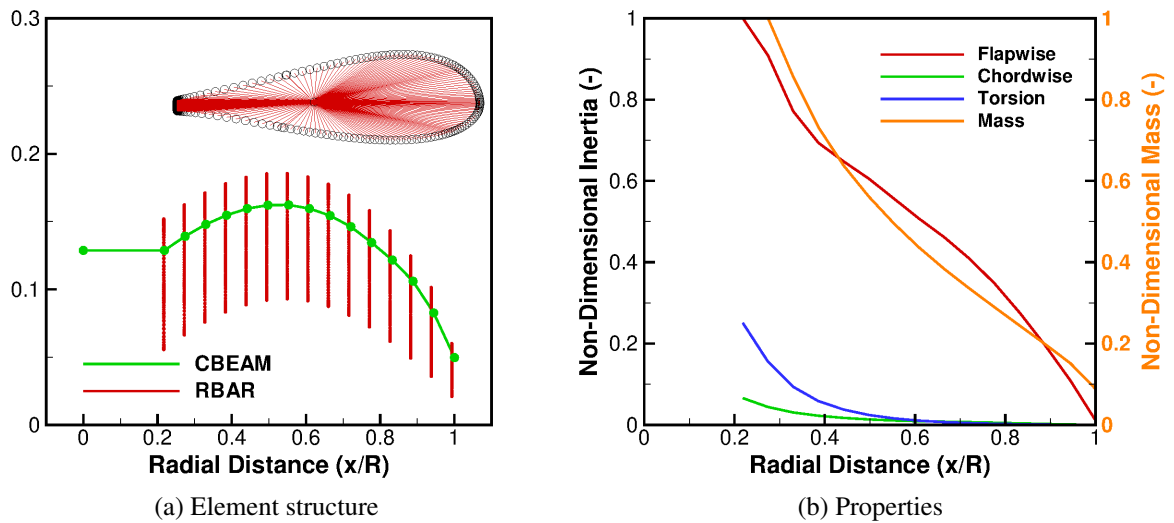 0.3
0.2
0.1
0
0 0.2 0.4 0.6 0.8 1
CBEAM
RBAR
Radial Distance (x/R)
(a) Element structure
Non-Dimensional Inertia (-)
1
0.8
0.6
0.4
0.2
0
0 0.2 0.4 0.6 0.8 1
Flapwise
Chordwise
Torsion
Mass
1
0.8
0.6
0.4
0.2
0
Non-Dimensional Mass (-)
Radial Distance (x/R)
(b) Properties